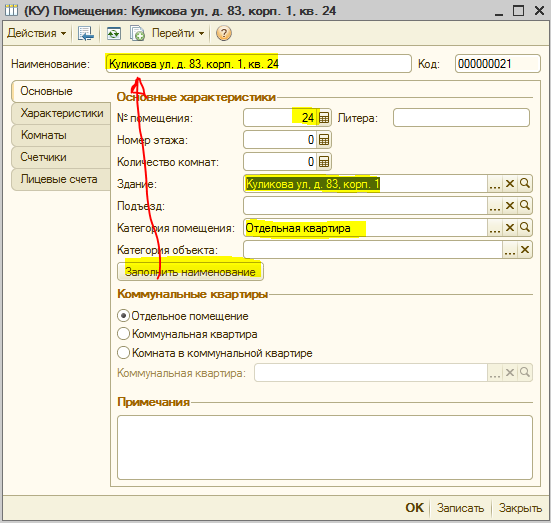 (КУ) Помещения: Куликова ул, д. 83, корп. 1, кв. 24
Действия Перейти ?
Наименование: Куликова ул, д. 83, корп. 1, кв. 24 Код: 000000021
Основные
Характеристики
Комнаты
Счетчики
Лицевые счета
Основные характеристики
№ помещения: 24 Литера:
Номер этажа: 0
Количество комнат: 0
Здание: Куликова ул, д. 83, корп. 1
Подъезд:
Категория помещения: Отдельная квартира
Категория объекта:
Заполнить наименование
Коммунальные квартиры
Отдельное помещение
Коммунальная квартира
Комната в коммунальной квартире
Коммунальная квартира:
Примечания
OK Записать Закрыть